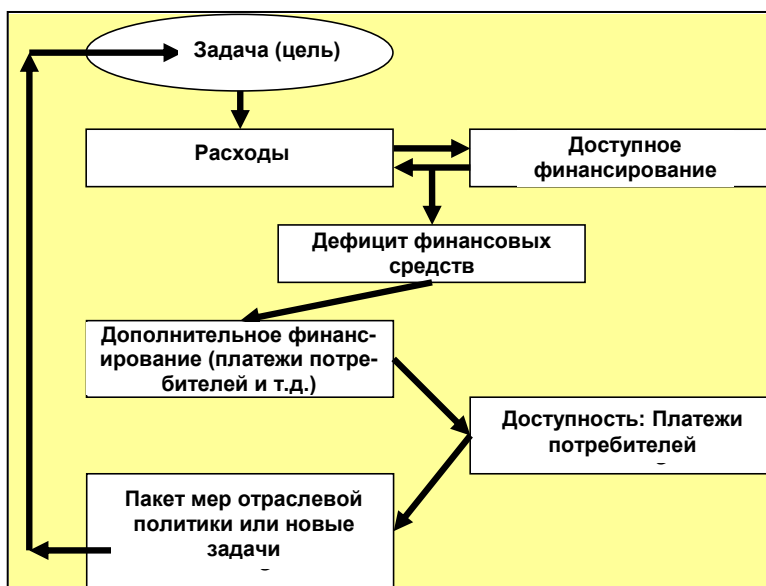 Задача (цель)
Расходы
Доступное
финансирование
Дефицит финансовых
средств
Дополнительное финанс-
ирование (платежи потре-
бителей и т.д.)
Доступность: Платежи
потребителей
Пакет мер отраслевой
политики или новые
задачи